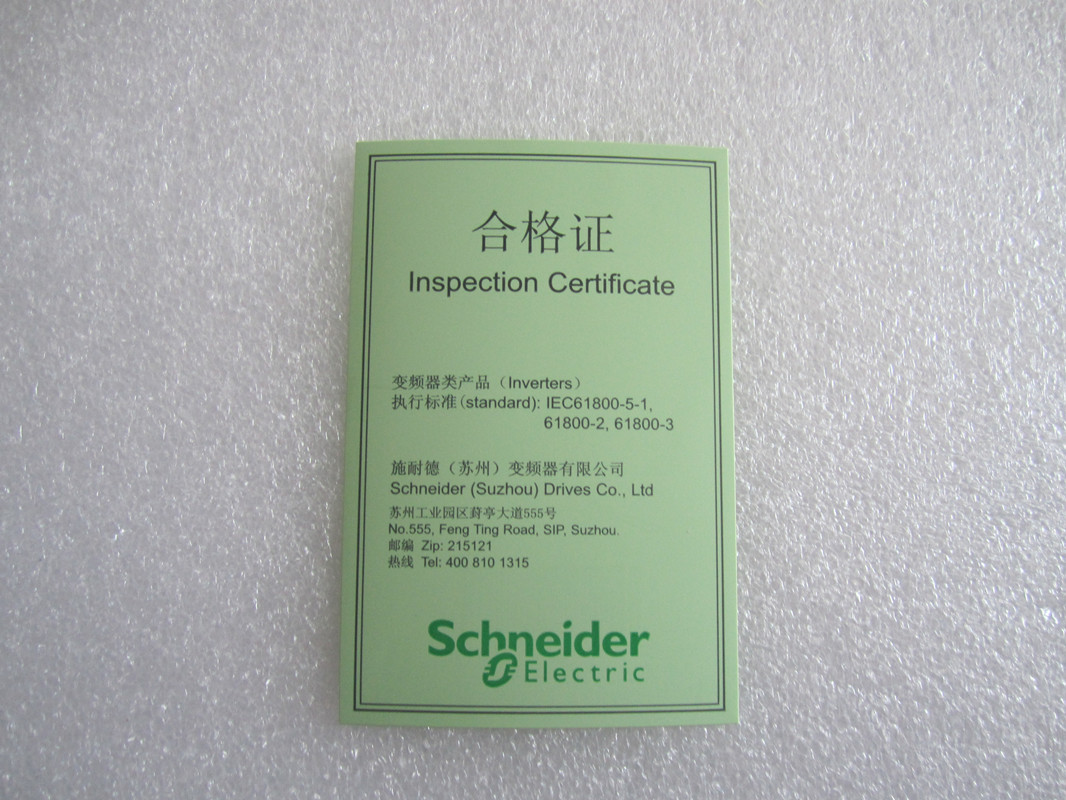 合格证
Inspection Certificate
变频器类产品（Inverters）
执行标准(standard): IEC61800-5-1,
61800-2, 61800-3
施耐德（苏州）变频器有限公司
Schneider (Suzhou) Drives Co., Ltd
苏州工业园区葑亭大道555号
No.555, Feng Ting Road, SIP, Suzhou.
邮编 Zip: 215121
热线 Tel: 400 810 1315
Schneider
Electric